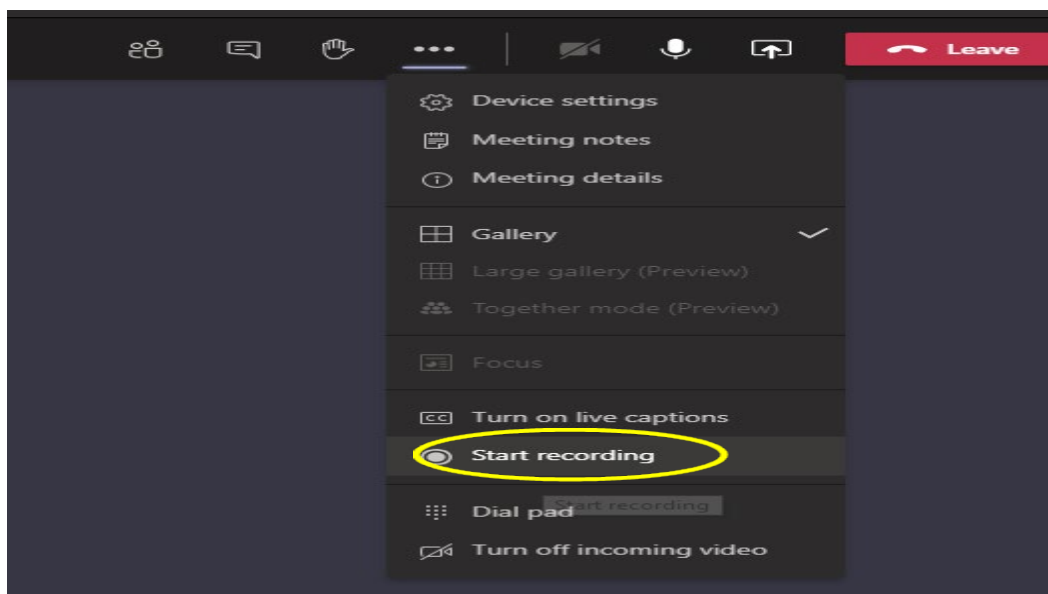 Leave
Device settings
Meeting notes
Meeting details
Gallery
Large gallery (Preview)
Together mode (Preview)
Focus
CC Turn on live captions
Start recording
Start recording
Dial pad
Turn off incoming video